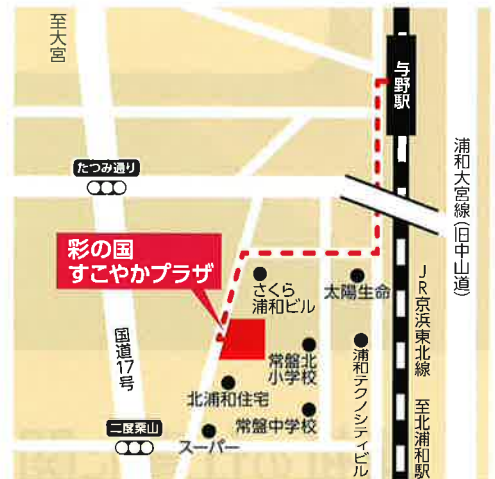 至大宮
与野駅
たつみ通り
浦和大宮線(旧中山道)
彩の国
すこやかプラザ
さくら
浦和ビル
太陽生命
JR京浜東北線
至北浦和駅
国道17号
常盤北
小学校
浦和テクノシティビル
北浦和住宅
常盤中学校
二度栗山
スーパー